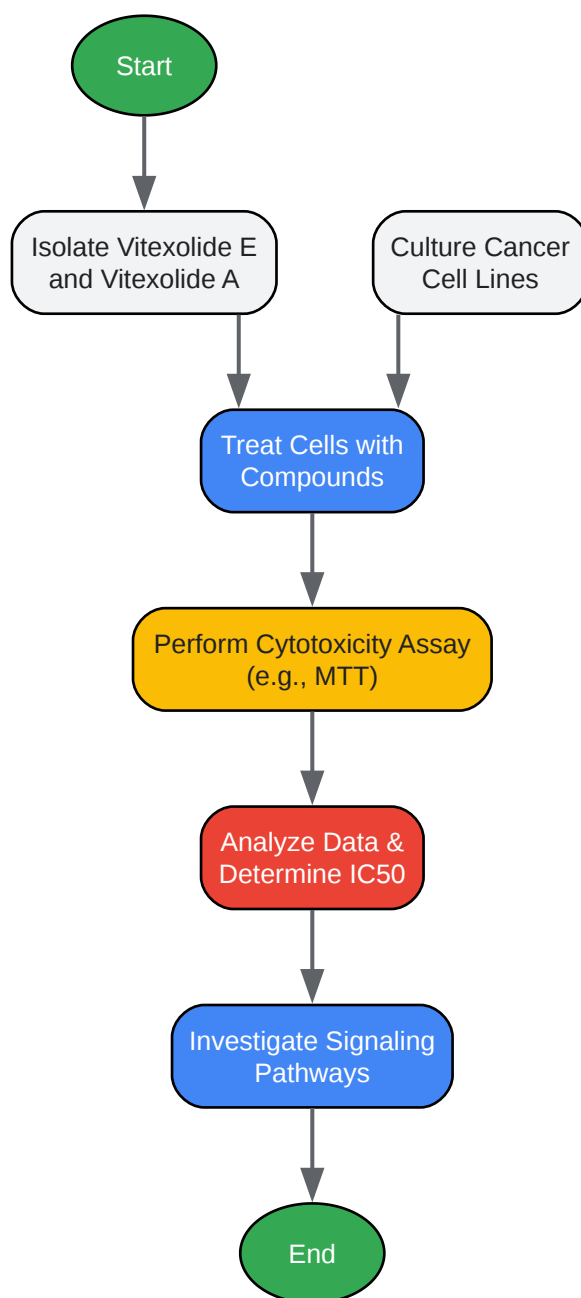 Start
Isolate Vitexolide E
and Vitexolide A
Culture Cancer
Cell Lines
Treat Cells with
Compounds
Perform Cytotoxicity Assay
(e.g., MTT)
Analyze Data &
Determine IC50
Investigate Signaling
Pathways
End